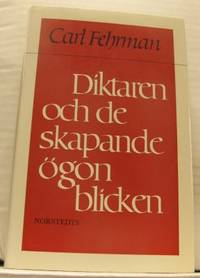 Carl Fehrman
Diktaren
och de
skapande
ögon
blicken
NORSTEDTS